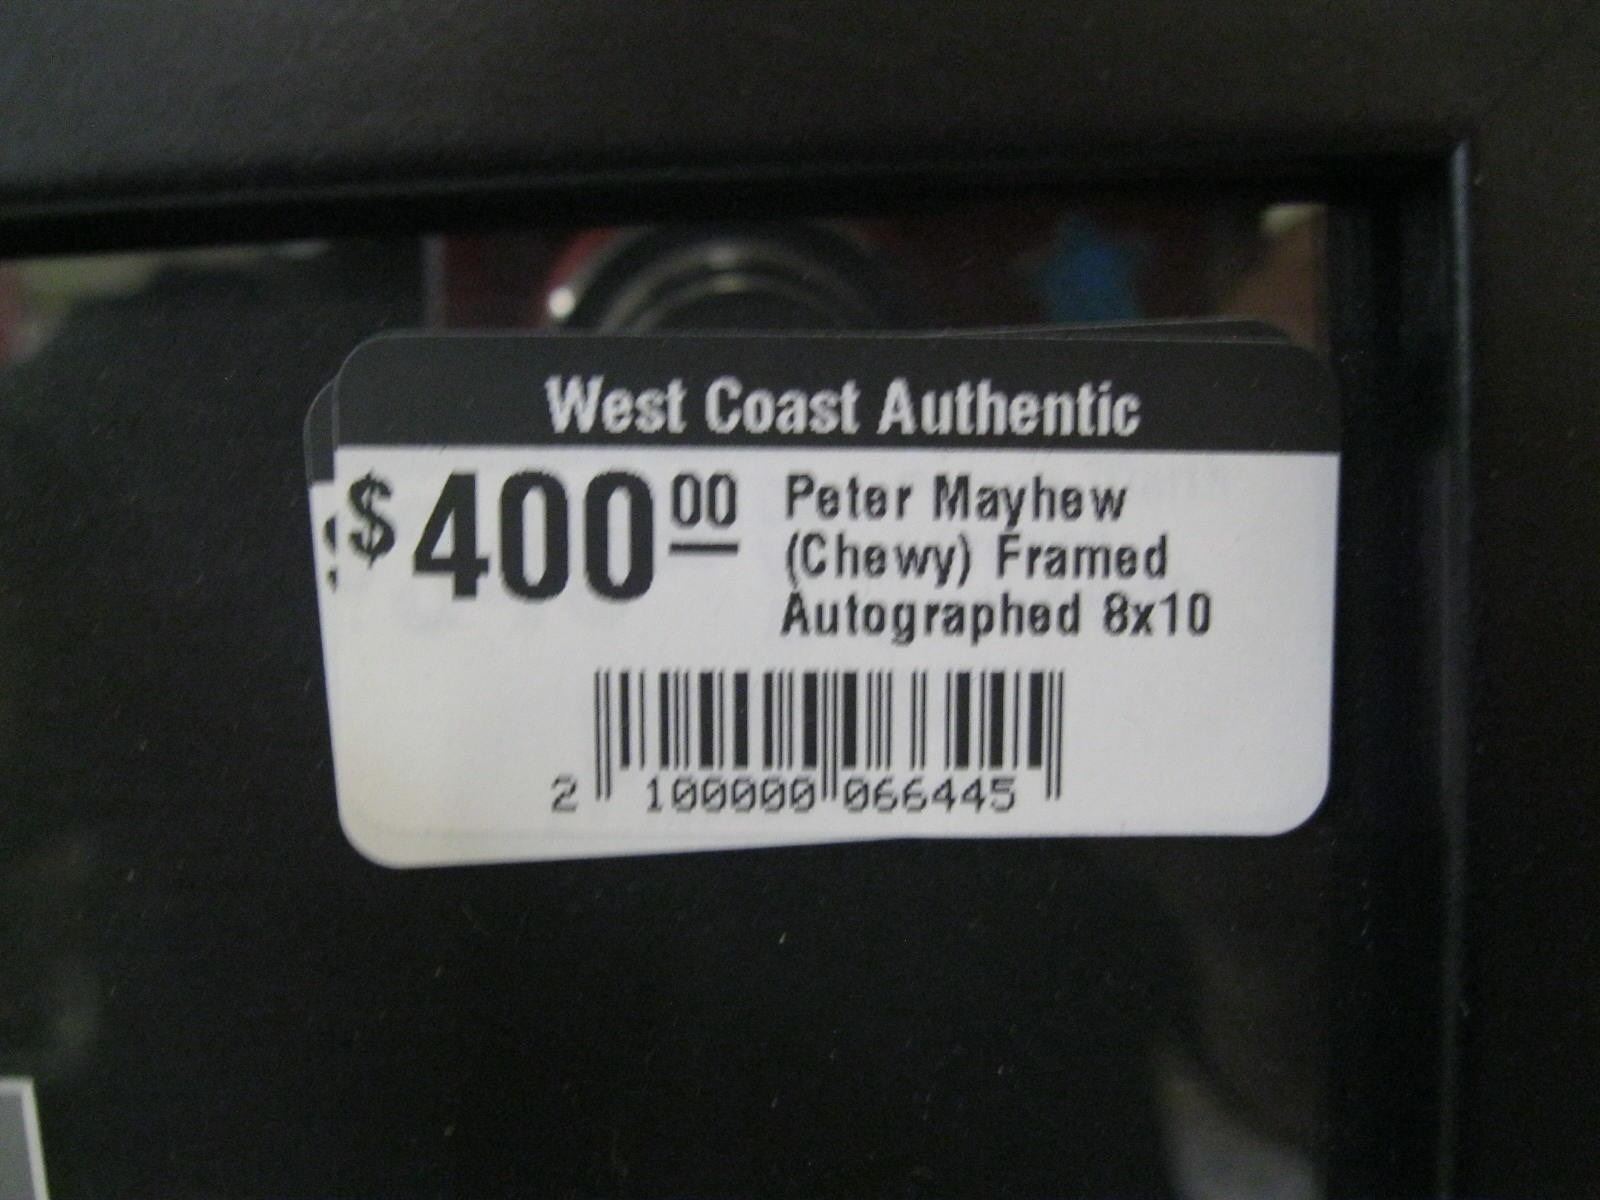 West Coast Authentic
$400.00 Peter Mayhew
(Chewy) Framed
Autographed 8x10
2 100000 066445